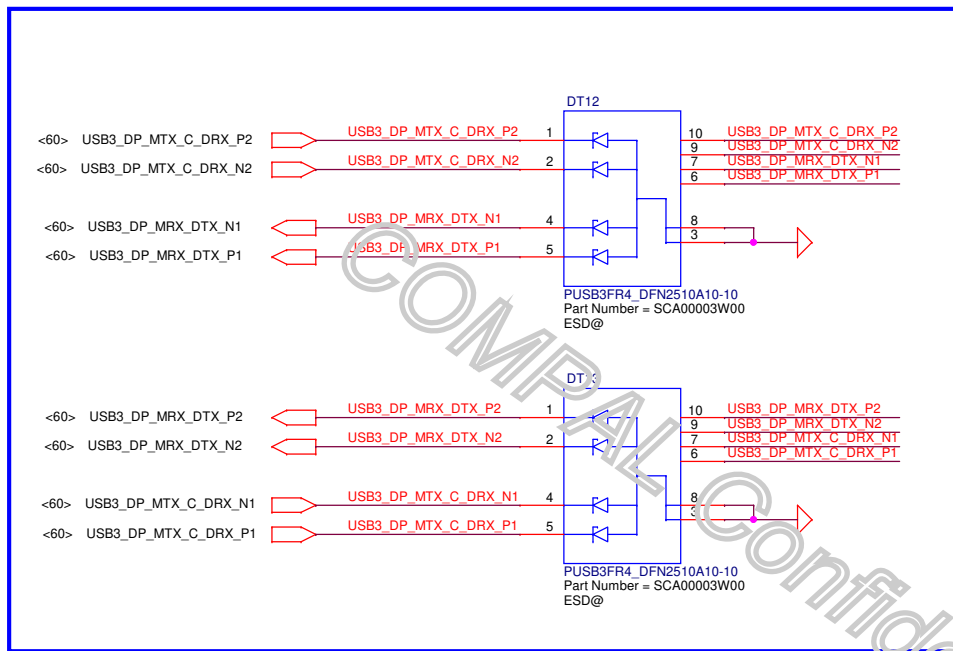 DT12
<60> USB3_DP_MTX_C_DRX_P2 USB3_DP_MTX_C_DRX_P2 1 10 USB3_DP_MTX_C_DRX_P2
9 USB3_DP_MTX_C_DRX_N2
<60> USB3_DP_MTX_C_DRX_N2 USB3_DP_MTX_C_DRX_N2 2 7 USB3_DP_MRX_DTX_N1
6 USB3_DP_MRX_DTX_P1
<60> USB3_DP_MRX_DTX_N1 USB3_DP_MRX_DTX_N1 4 8
3
<60> USB3_DP_MRX_DTX_P1 USB3_DP_MRX_DTX_P1 5
PUSB3FR4_DFN2510A10-10
Part Number = SCA00003W00
ESD@
DT13
<60> USB3_DP_MRX_DTX_P2 USB3_DP_MRX_DTX_P2 1 10 USB3_DP_MRX_DTX_P2
9 USB3_DP_MRX_DTX_N2
<60> USB3_DP_MRX_DTX_N2 USB3_DP_MRX_DTX_N2 2 7 USB3_DP_MTX_C_DRX_N1
6 USB3_DP_MTX_C_DRX_P1
<60> USB3_DP_MTX_C_DRX_N1 USB3_DP_MTX_C_DRX_N1 4 8
3
<60> USB3_DP_MTX_C_DRX_P1 USB3_DP_MTX_C_DRX_P1 5
PUSB3FR4_DFN2510A10-10
Part Number = SCA00003W00
ESD@
COMPAL Confid